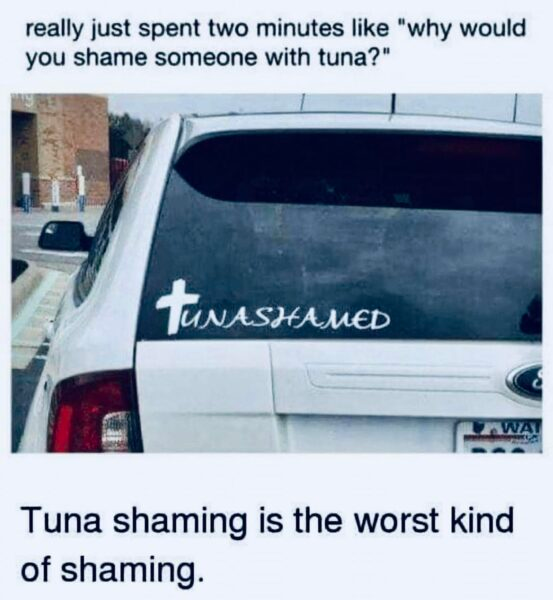 really just spent two minutes like "why would
you shame someone with tuna?"
TUNASHAMED
WAT
Tuna shaming is the worst kind
of shaming.